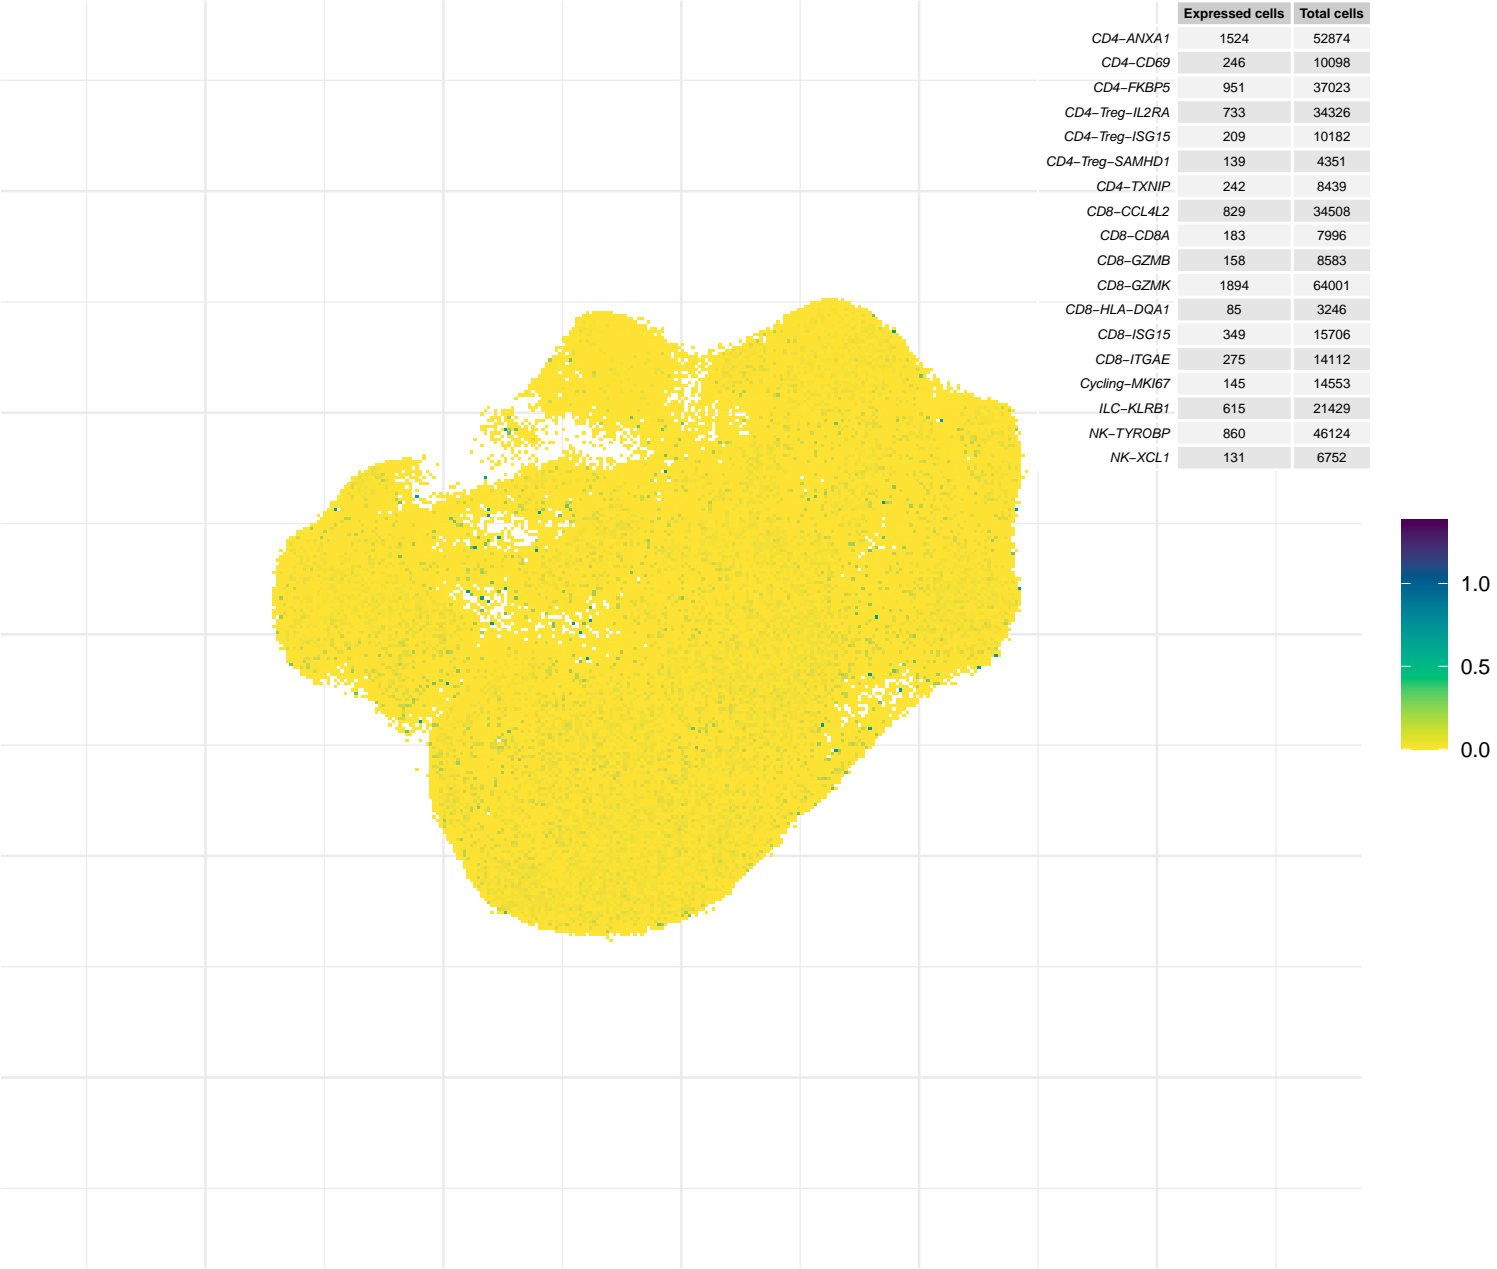 Expressed cells Total cells
CD4−ANXA1 1524 52874
CD4−CD69 246 10098
CD4−FKBP5 951 37023
CD4−Treg−IL2RA 733 34326
CD4−Treg−ISG15 209 10182
CD4−Treg−SAMHD1 139 4351
CD4−TXNIP 242 8439
CD8−CCL4L2 829 34508
CD8−CD8A 183 7996
CD8−GZMB 158 8583
CD8−GZMK 1894 64001
CD8−HLA−DQA1 85 3246
CD8−ISG15 349 15706
CD8−ITGAE 275 14112
Cycling−MKI67 145 14553
ILC−KLRB1 615 21429
NK−TYROBP 860 46124
NK−XCL1 131 6752
1.0
0.5
0.0